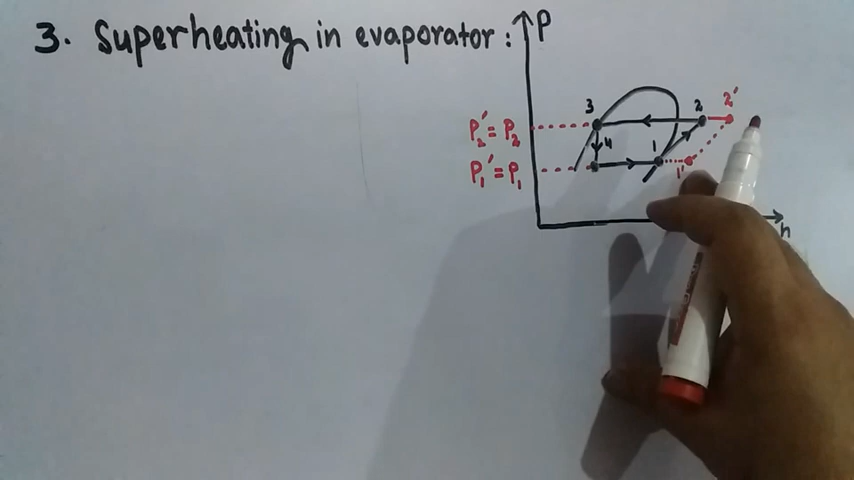 3. Superheating in evaporator :
P
3
2
2'
P₂' = P₂
4
1
P₁' = P₁
1'
h